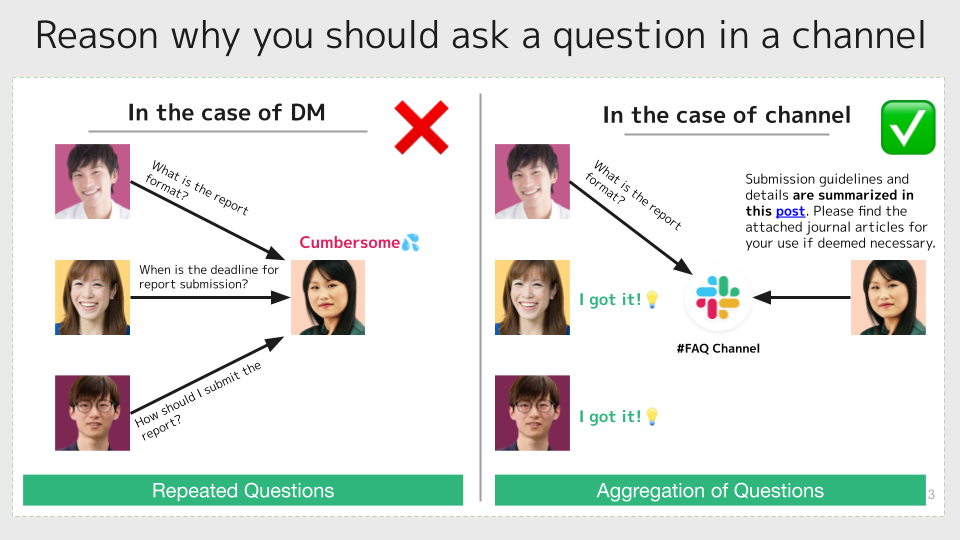 Reason why you should ask a question in a channel
In the case of DM
What is the report
format?
Cumbersome💦
When is the deadline for
report submission?
How should I submit the
report?
Repeated Questions
In the case of channel
What is the report
format?
Submission guidelines and
details are summarized in
this post. Please find the
attached journal articles for
your use if deemed necessary.
I got it!💡
#FAQ Channel
I got it!💡
Aggregation of Questions
3